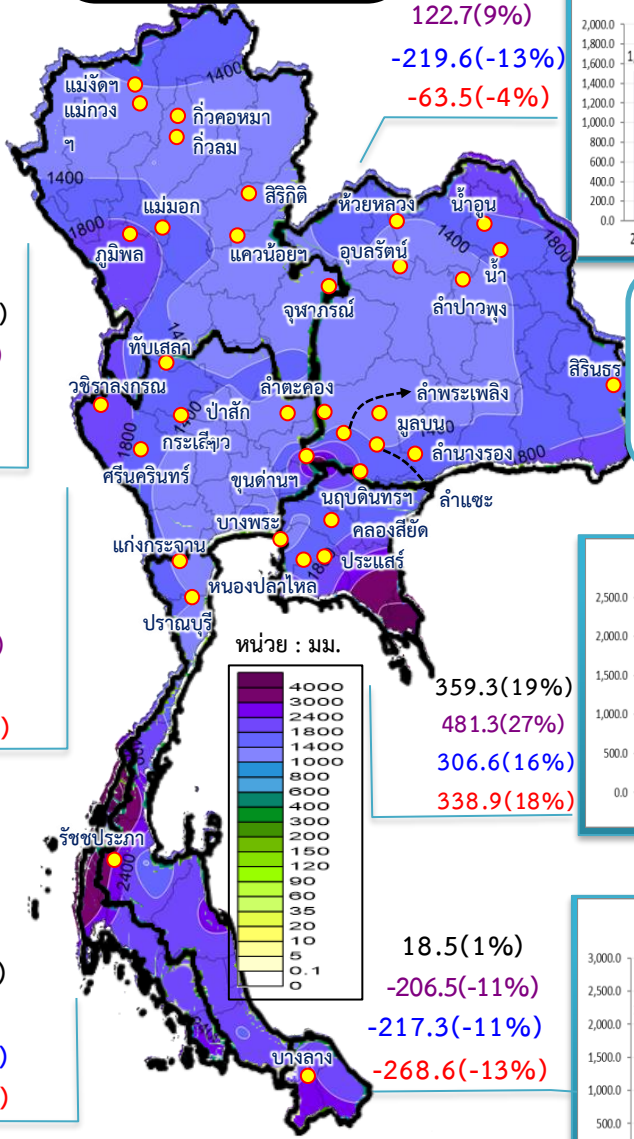 122.7(9%)
-219.6(-13%)
-63.5(-4%)
2,000.0
1,800.0
1,600.0
1,400.0
1,200.0
1,000.0
800.0
600.0
400.0
200.0
0.0
1400
แม่งัดฯ
แม่กวง
ฯ
กิ่วคอหมา
กิ่วลม
1400
สิริกิติ์
แม่มอก
ห้วยหลวง
น้ำอูน
1800
1400
1800
ภูมิพล
แควน้อยฯ
อุบลรัตน์
น้ำ
พุง
ลำปาว
จุฬาภรณ์
ทับเสลา
สิรินธร
วชิราลงกรณ
ลำตะคอง
ลำพระเพลิง
ป่าสัก
มูลบน
1400
1800
กระเสียว
ลำนางรอง
800
ศรีนครินทร์
ขุนด่านฯ
นฤบดินทรฯ
ลำแซะ
บางพระ
คลองสียัด
แก่งกระจาน
ประแสร์
หนองปลาไหล
ปราณบุรี
หน่วย : มม.
4000
3000
2400
1800
1400
1000
800
600
400
300
200
150
120
90
60
35
20
10
5
0.1
0
359.3(19%)
481.3(27%)
306.6(16%)
338.9(18%)
2,500.0
2,000.0
1,500.0
1,000.0
500.0
0.0
รัชชประภา
2400
18.5(1%)
-206.5(-11%)
-217.3(-11%)
-268.6(-13%)
บางลาง
3,000.0
2,500.0
2,000.0
1,500.0
1,000.0
500.0